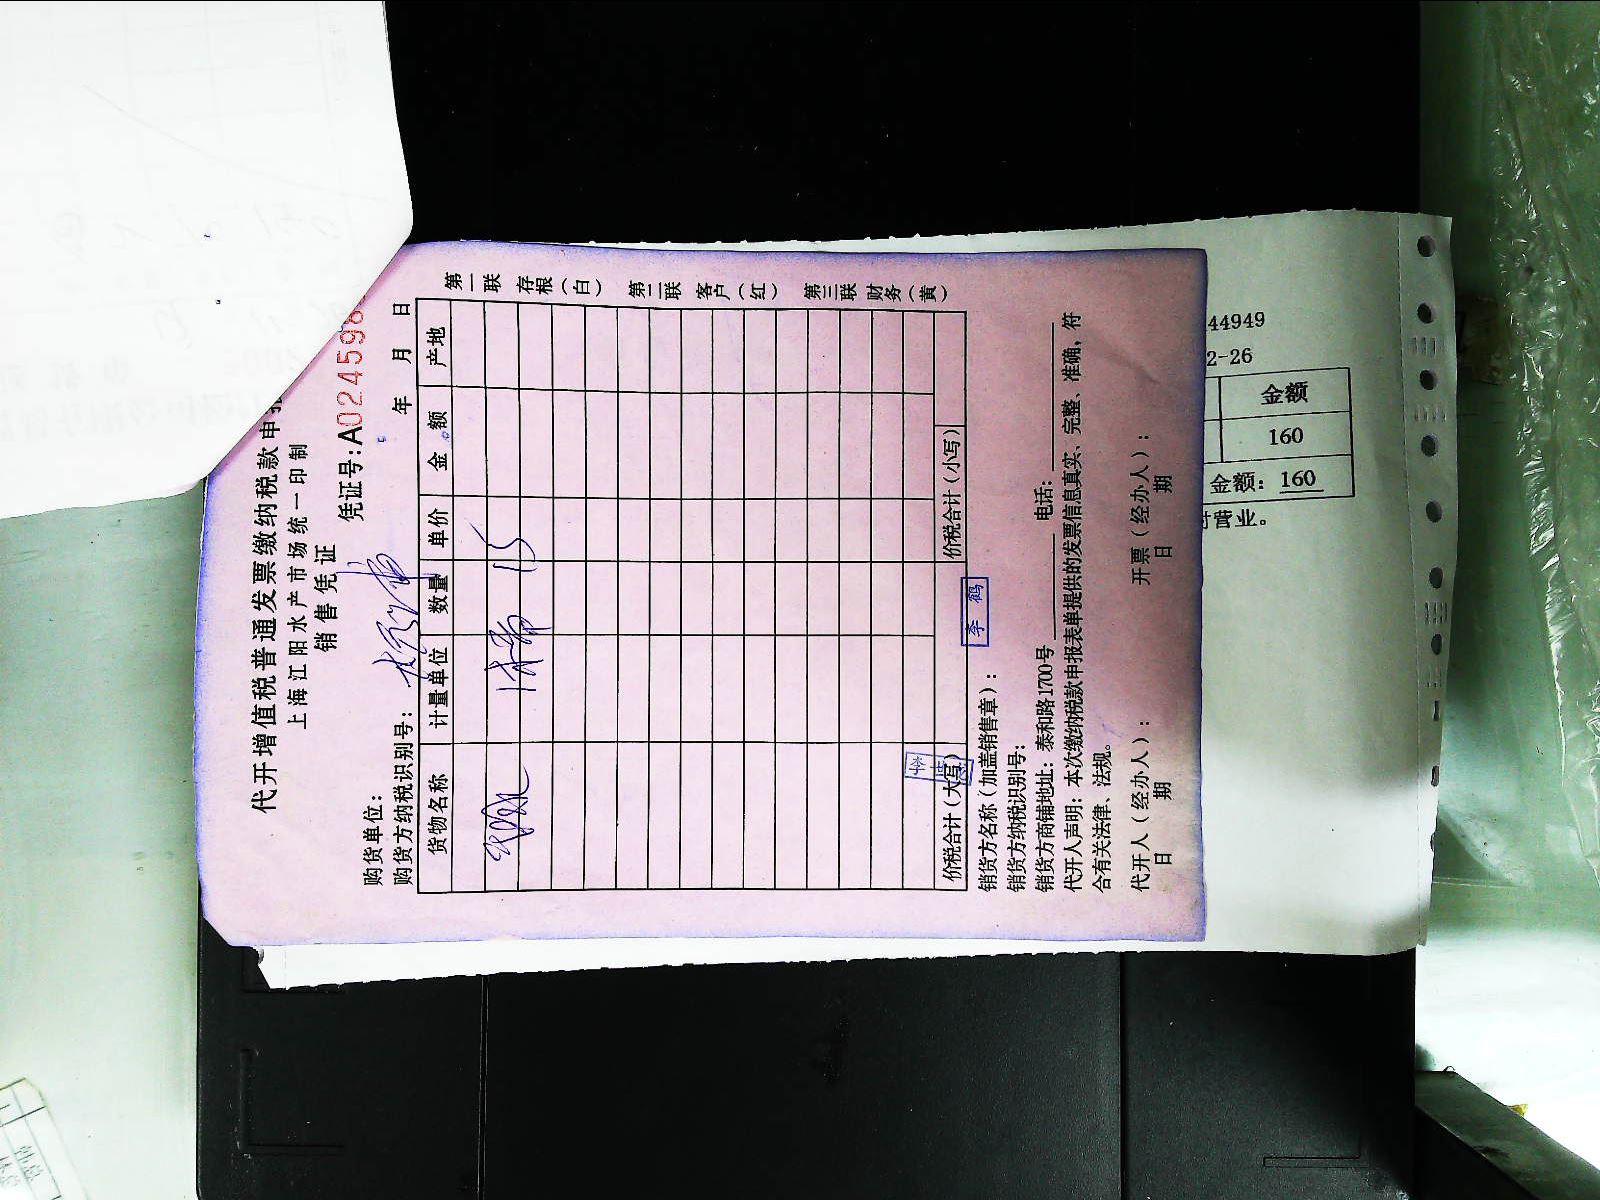 代开增值税普通发票缴纳税款申报
上海江阳水产市场统一印制
销售凭证
凭证号:A0244598
购货单位:
购货方纳税识别号:
年 月 日
货物名称 计量单位 数量 单价 金额 产地
15
价税合计(大写) 价税合计(小写)
第一联 存根(白) 第二联 客户(红) 第三联 财务(黄)
李鹤
销货方名称(加盖销售章):
销货方纳税识别号:
销货方商铺地址: 泰和路1700号 电话:
代开人声明: 本次缴纳税款申报表单提供的发票信息真实、完整、准确, 符
合有关法律、法规。
代开人(经办人): 开票(经办人):
日 期 日 期
44949
2-26
金额
160
金额: 160
营业。